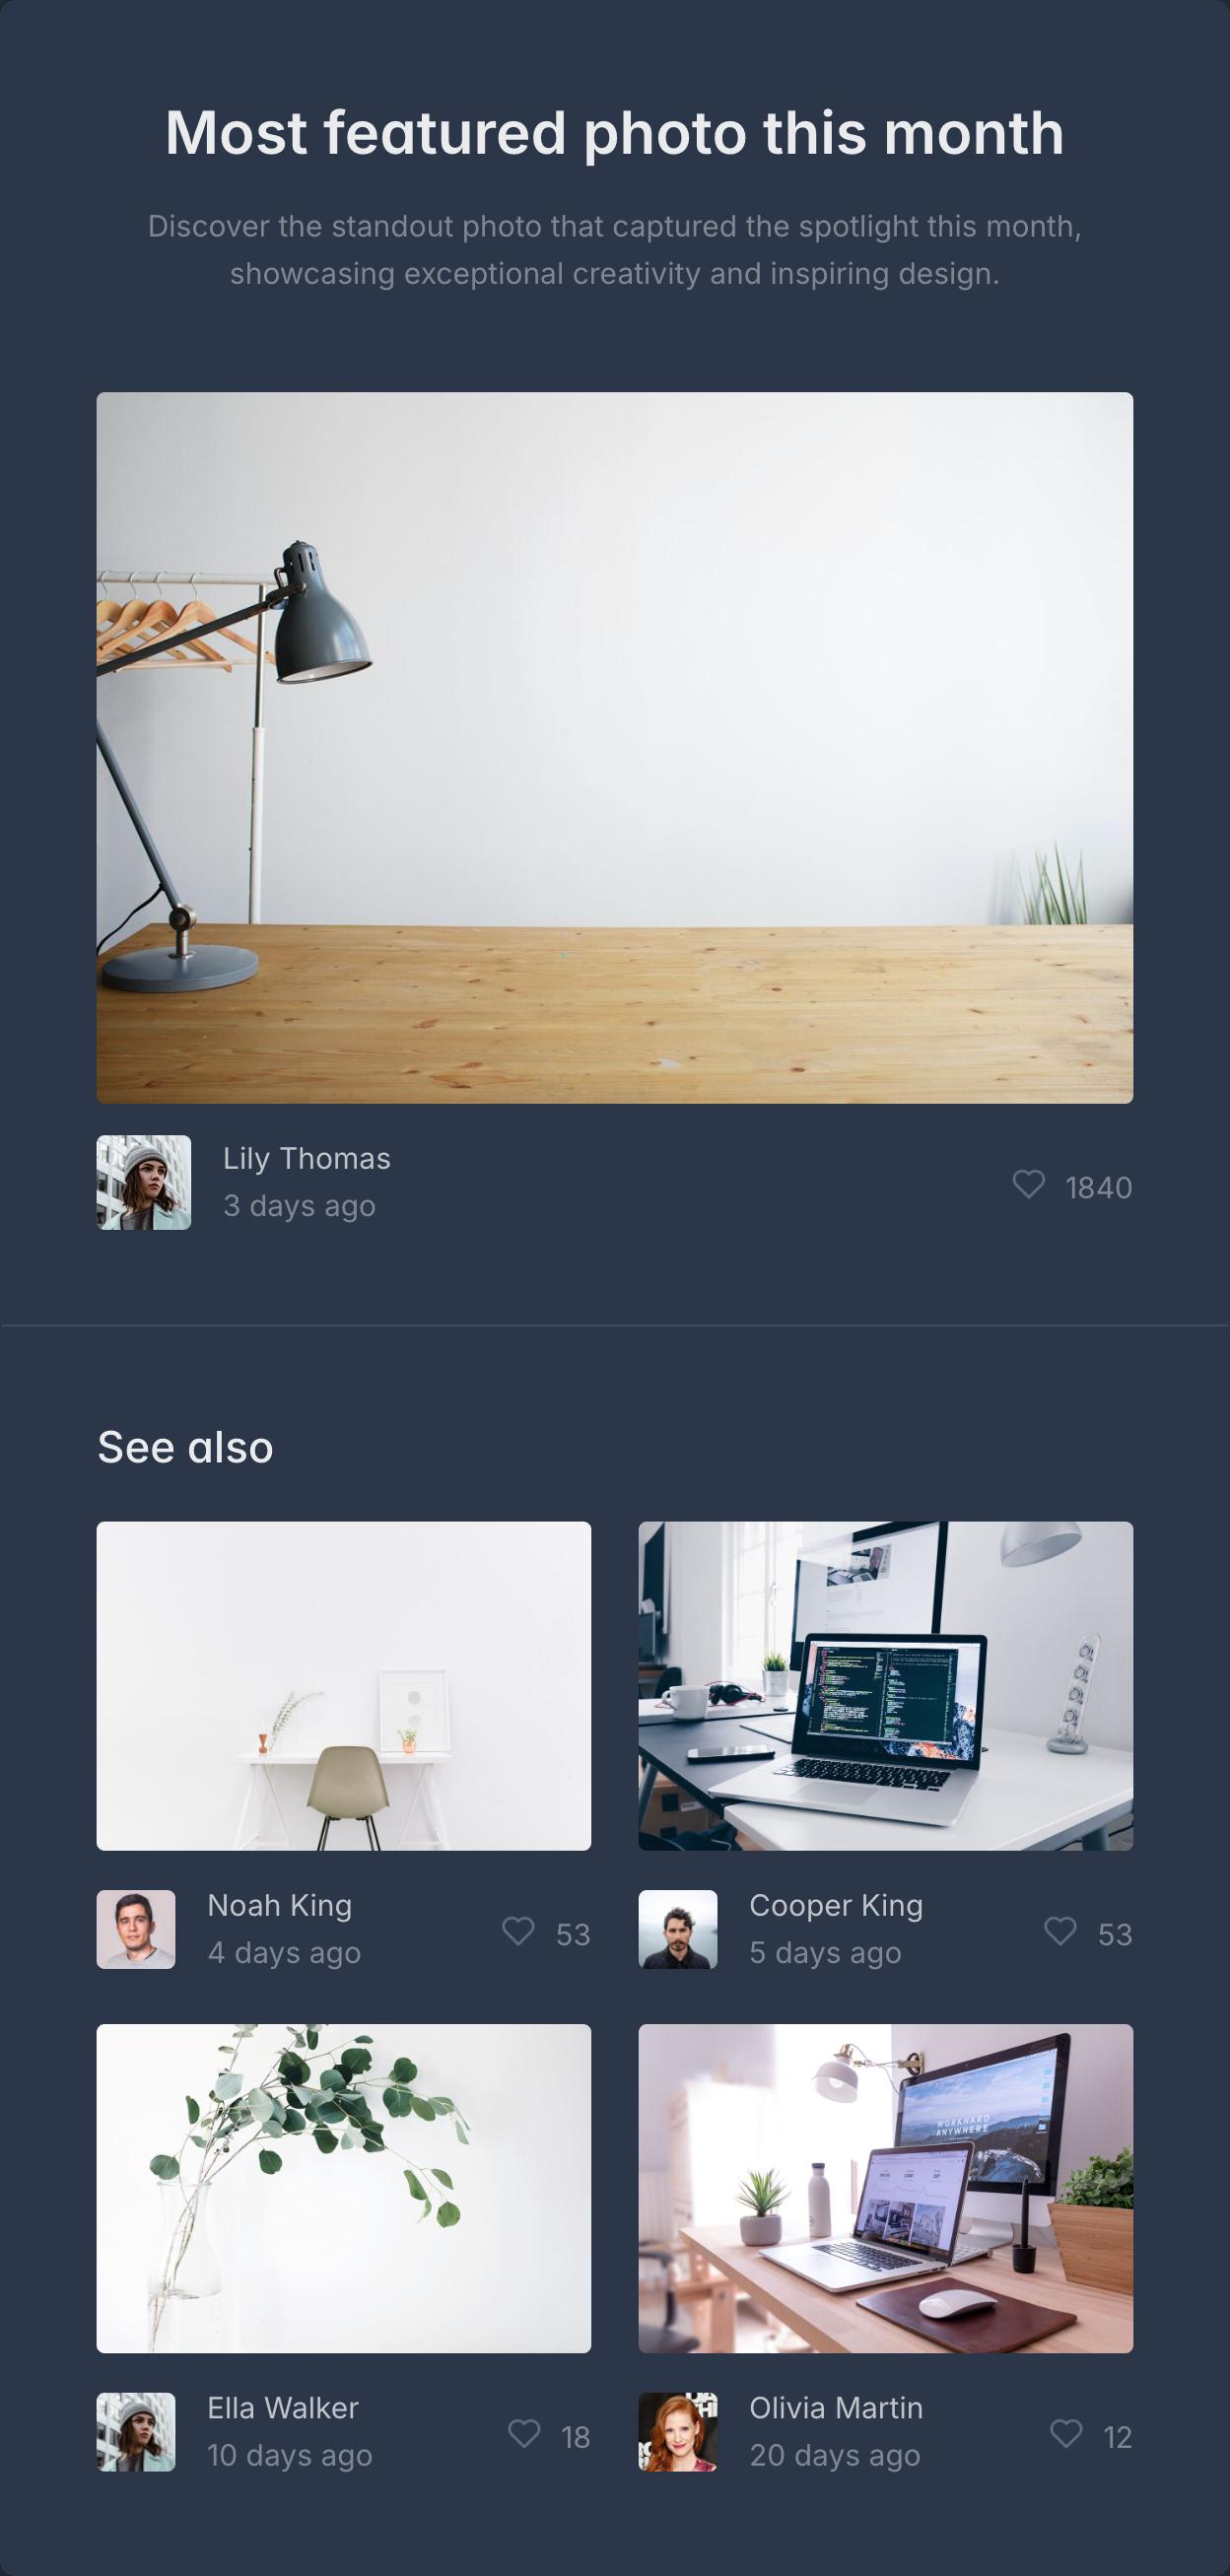 Most featured photo this month
Discover the standout photo that captured the spotlight this month,
showcasing exceptional creativity and inspiring design.
Lily Thomas
3 days ago
1840
See also
Noah King
4 days ago
53
Cooper King
5 days ago
53
WORKHARD
ANYWHERE
Ella Walker
10 days ago
18
Olivia Martin
20 days ago
12